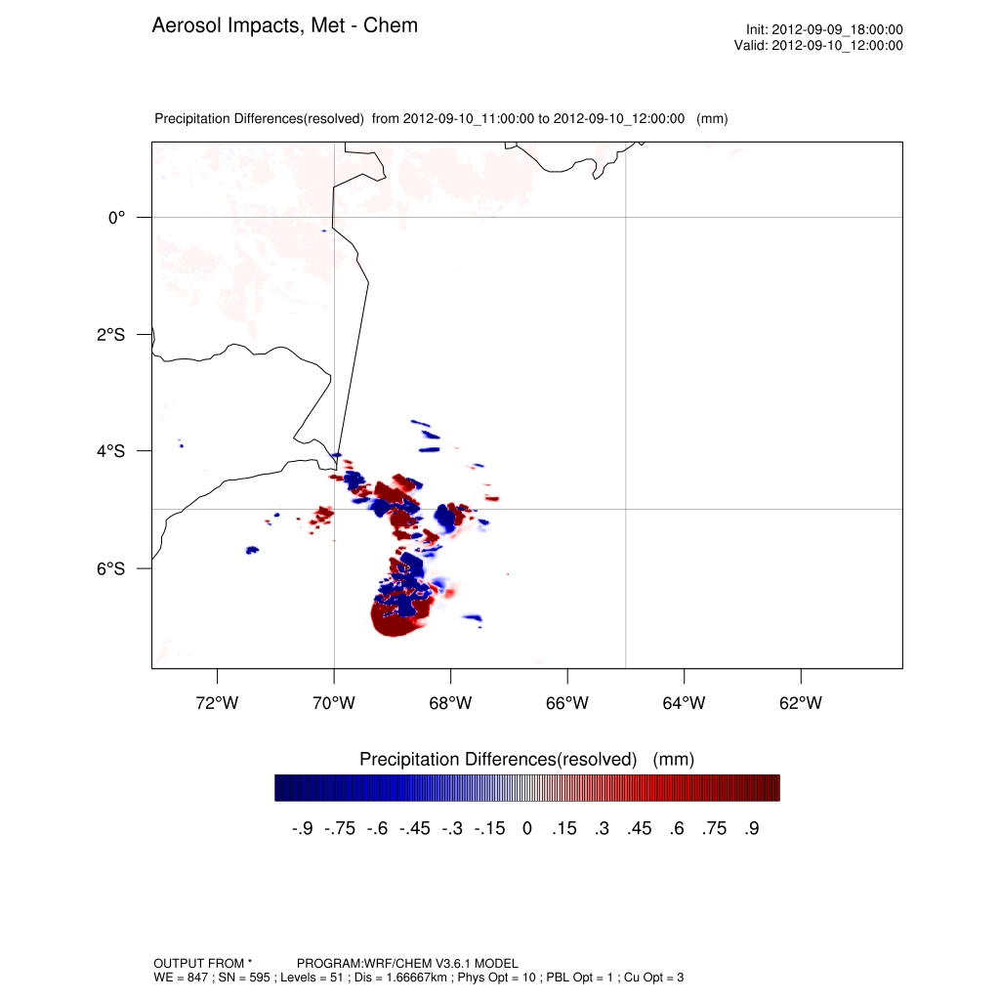 Aerosol Impacts, Met - Chem
Init: 2012-09-09_18:00:00
Valid: 2012-09-10_12:00:00
Precipitation Differences(resolved) from 2012-09-10_11:00:00 to 2012-09-10_12:00:00 (mm)
0°
2°S
4°S
6°S
72°W 70°W 68°W 66°W 64°W 62°W
Precipitation Differences(resolved) (mm)
-.9 -.75 -.6 -.45 -.3 -.15 0 .15 .3 .45 .6 .75 .9
OUTPUT FROM * PROGRAM:WRF/CHEM V3.6.1 MODEL
WE = 847 ; SN = 595 ; Levels = 51 ; Dis = 1.66667km ; Phys Opt = 10 ; PBL Opt = 1 ; Cu Opt = 3